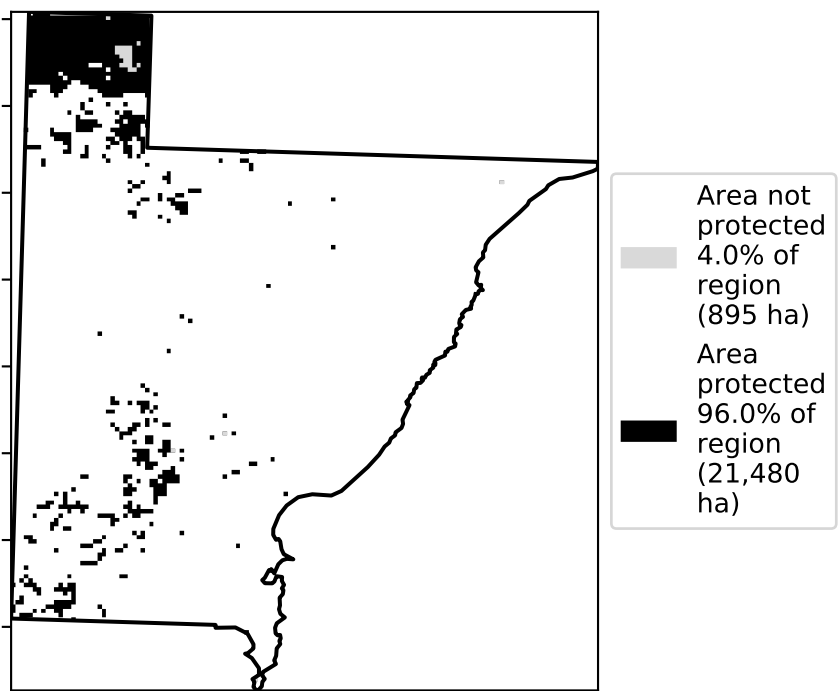 Area not
protected
4.0% of
region
(895 ha)
Area
protected
96.0% of
region
(21,480
ha)